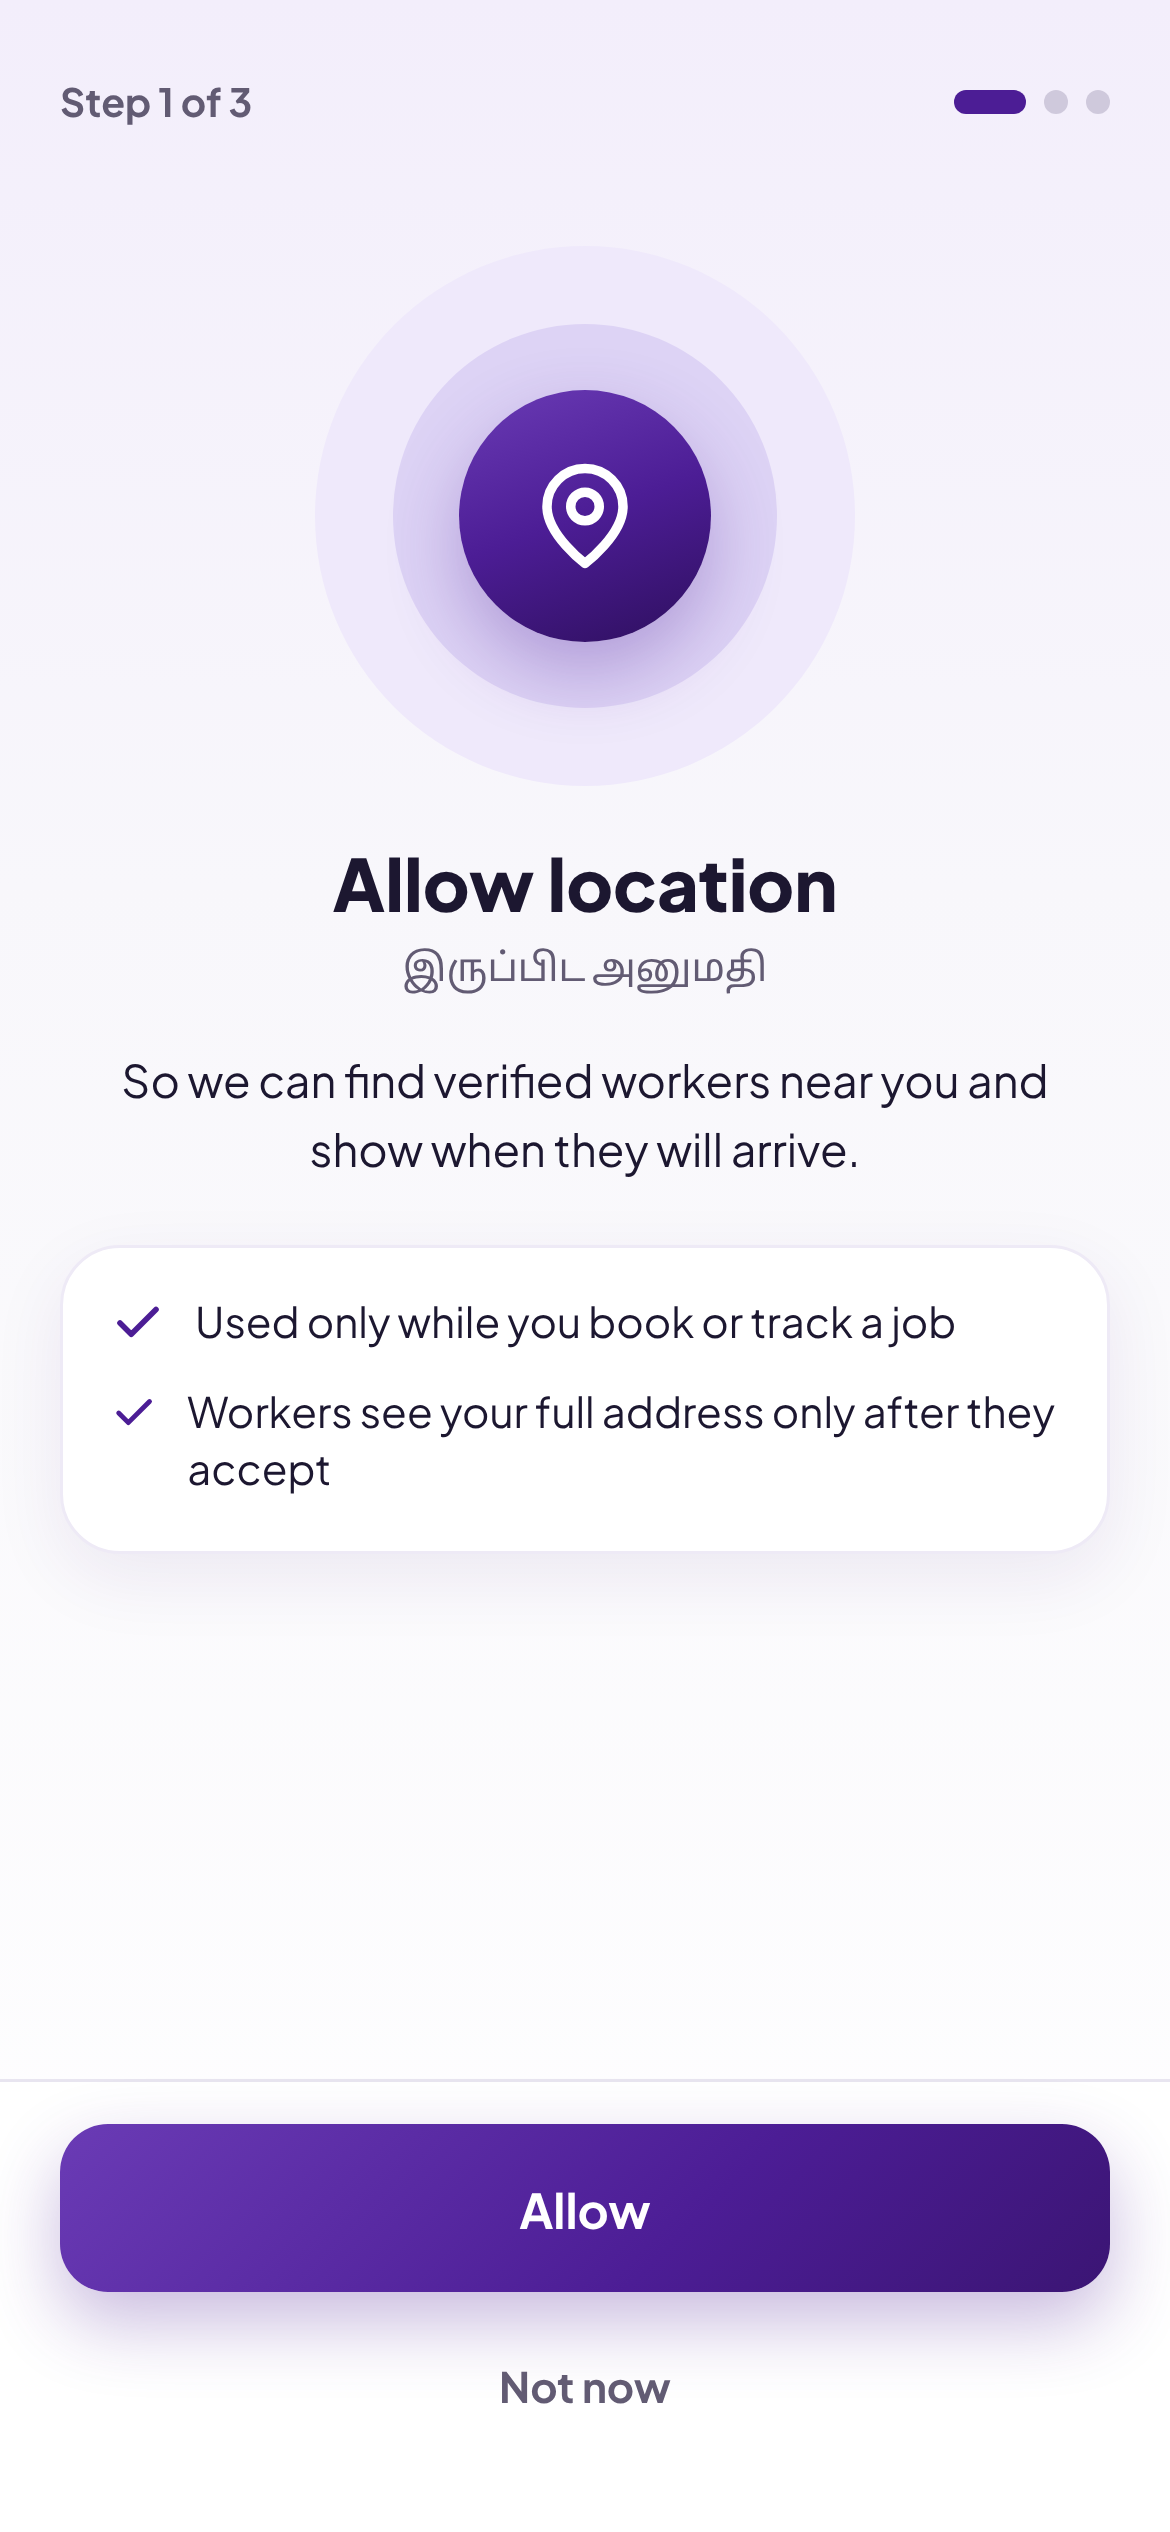 Step 1 of 3
Allow location
இருப்பிட அனுமதி
So we can find verified workers near you and
show when they will arrive.
Used only while you book or track a job
Workers see your full address only after they
accept
Allow
Not now